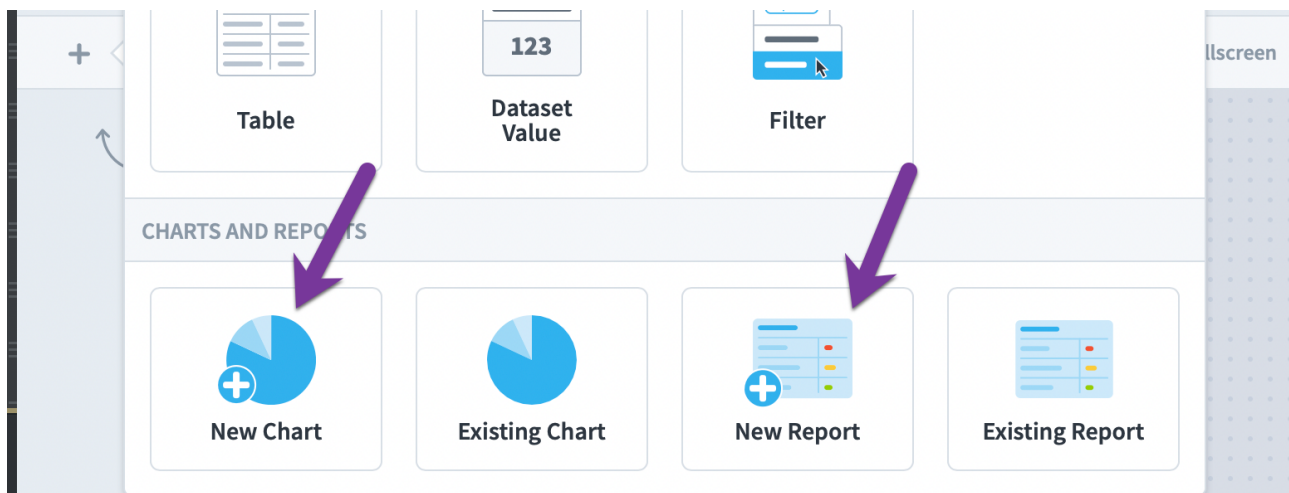 123
llscreen
Table
Dataset
Value
Filter
CHARTS AND REPORTS
New Chart
Existing Chart
New Report
Existing Report